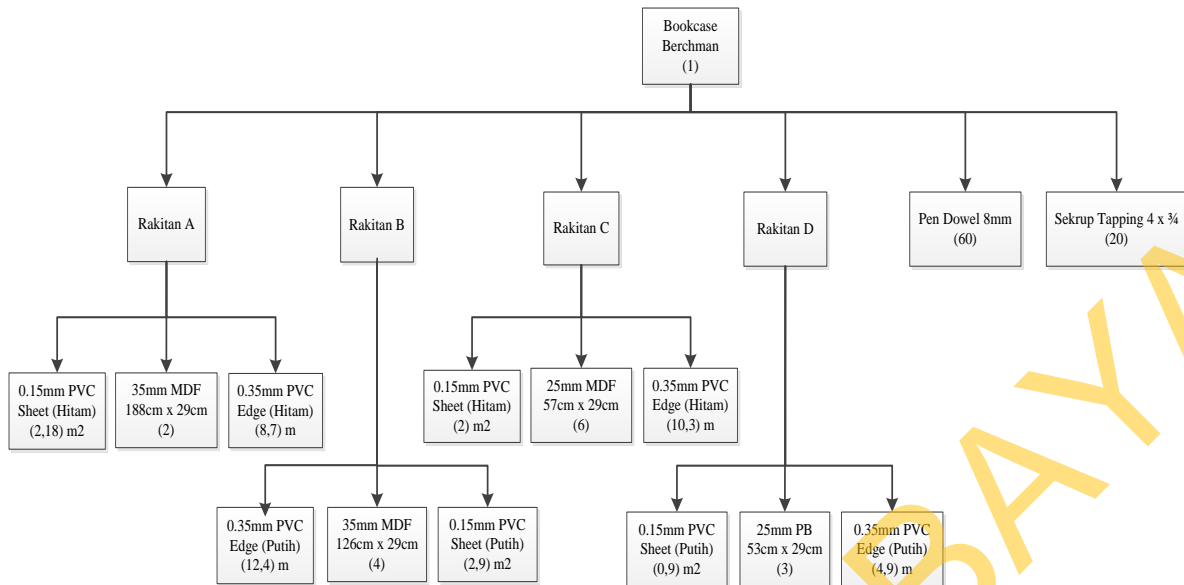 Bookcase
Berchman
(1)
Rakitan A
Rakitan B
Rakitan C
Rakitan D
Pen Dowel 8mm
(60)
Sekrup Tapping 4 x ¾
(20)
0.15mm PVC
Sheet (Hitam)
(2,18) m2
35mm MDF
188cm x 29cm
(2)
0.35mm PVC
Edge (Hitam)
(8,7) m
0.15mm PVC
Sheet (Hitam)
(2) m2
25mm MDF
57cm x 29cm
(6)
0.35mm PVC
Edge (Hitam)
(10,3) m
0.35mm PVC
Edge (Putih)
(12,4) m
35mm MDF
126cm x 29cm
(4)
0.15mm PVC
Sheet (Putih)
(2,9) m2
0.15mm PVC
Sheet (Putih)
(0,9) m2
25mm PB
53cm x 29cm
(3)
0.35mm PVC
Edge (Putih)
(4,9) m
BAYA